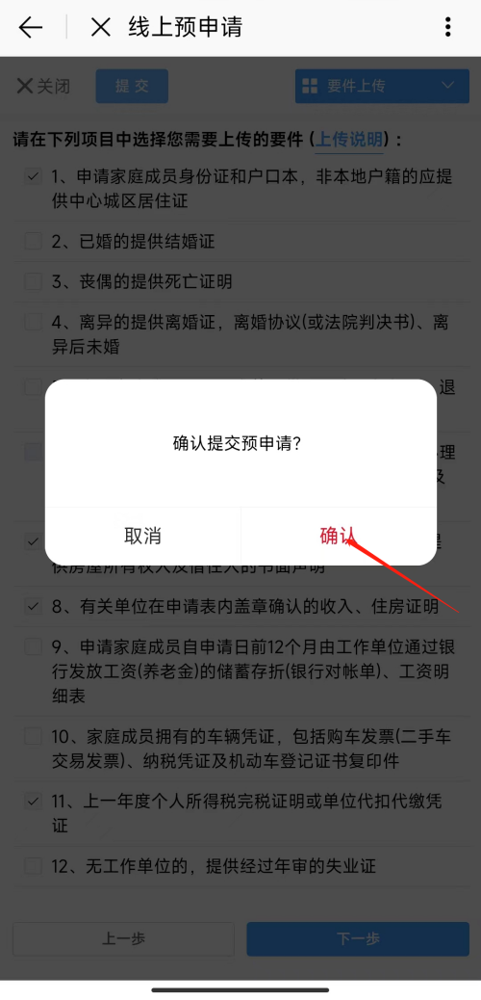 线上预申请
关闭
提 交
要件上传
请在下列项目中选择您需要上传的要件 (上传说明) ：
1、申请家庭成员身份证和户口本，非本地户籍的应提
供中心城区居住证
2、已婚的提供结婚证
3、丧偶的提供死亡证明
4、离异的提供离婚证，离婚协议(或法院判决书)、离
异后未婚
退
理
及
确认提交预申请?
取消
确认
供房屋所有权人及借住人的书面声明
8、有关单位在申请表内盖章确认的收入、住房证明
9、申请家庭成员自申请日前12个月由工作单位通过银
行发放工资(养老金)的储蓄存折(银行对帐单)、工资明
细表
10、家庭成员拥有的车辆凭证，包括购车发票(二手车
交易发票)、纳税凭证及机动车登记证书复印件
11、上一年度个人所得税完税证明或单位代扣代缴凭
证
12、无工作单位的，提供经过年审的失业证
上一步
下一步